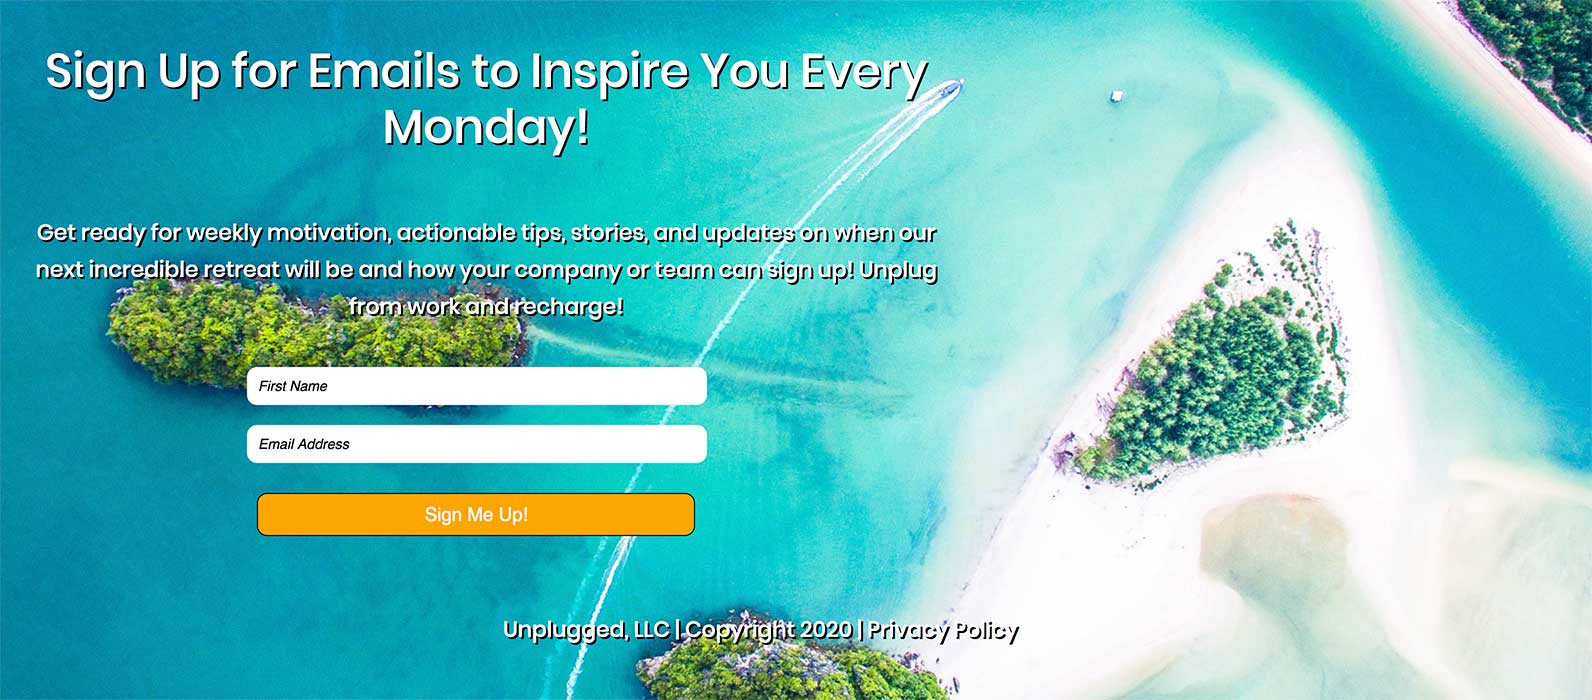 Sign Up for Emails to Inspire You Every
Monday!
Get ready for weekly motivation, actionable tips, stories, and updates on when our
next incredible retreat will be and how your company or team can sign up! Unplug
from work and recharge!
First Name
Email Address
Sign Me Up!
Unplugged, LLC | Copyright 2020 | Privacy Policy